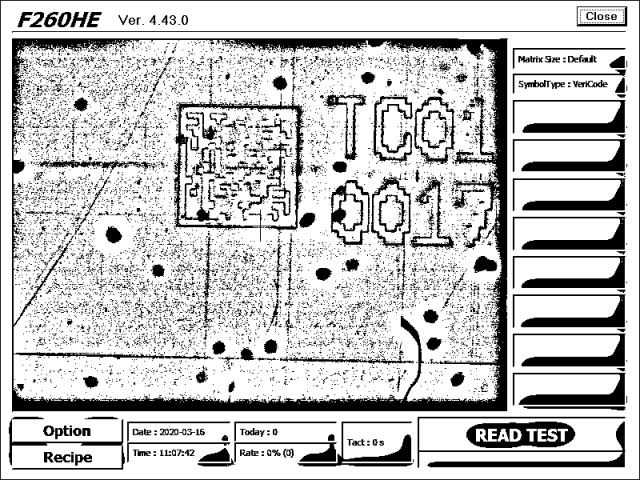 F260HE Ver. 4.43.0
Close
Matrix Size : Default
SymbolType : VeriCode
TCOL
0017
Option
Recipe
Date : 2020-03-16
Time : 11:07:42
Today : 0
Rate : 0% (0)
Tact : 0 s
READ TEST